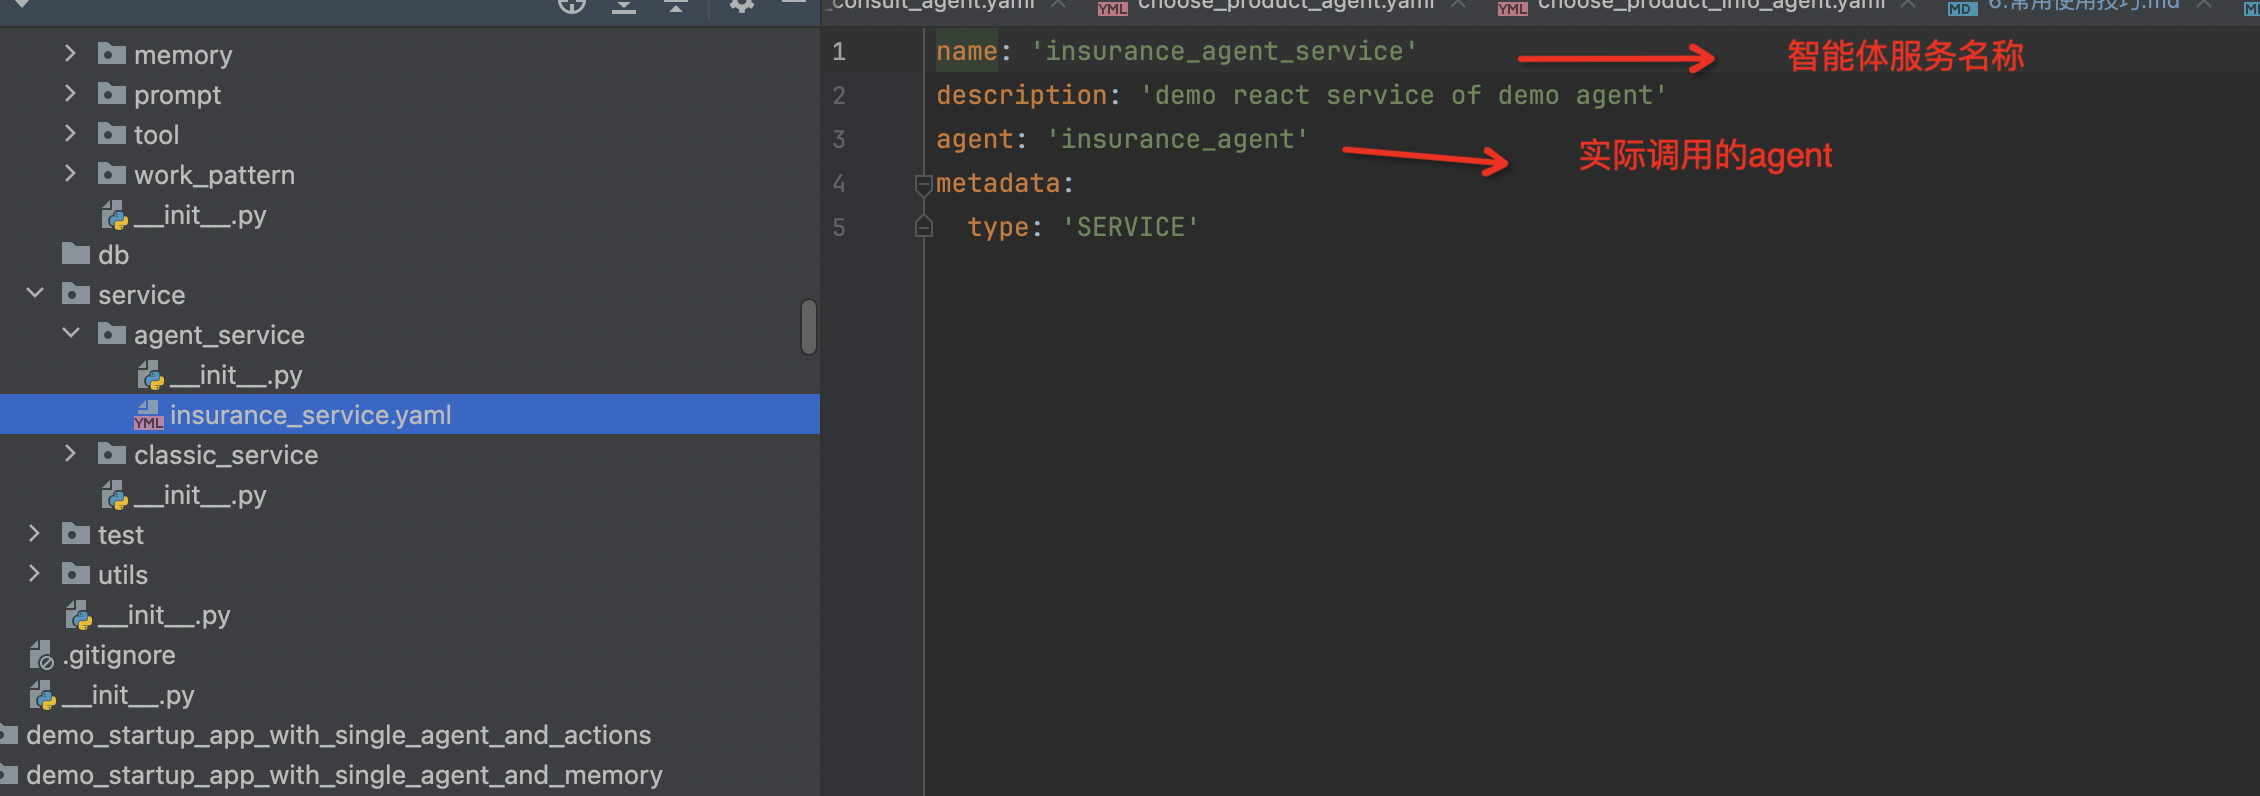 consult_agent.yaml
YML choose_product_agent.yaml
YML choose_product_info_agent.yaml
MD 6.常用使用技巧.md
memory
prompt
tool
work_pattern
__init__.py
db
service
agent_service
__init__.py
YML insurance_service.yaml
classic_service
__init__.py
test
utils
__init__.py
.gitignore
__init__.py
demo_startup_app_with_single_agent_and_actions
demo_startup_app_with_single_agent_and_memory
1 name: 'insurance_agent_service' 智能体服务名称
2 description: 'demo react service of demo agent'
3 agent: 'insurance_agent' 实际调用的agent
4 metadata:
5 type: 'SERVICE'